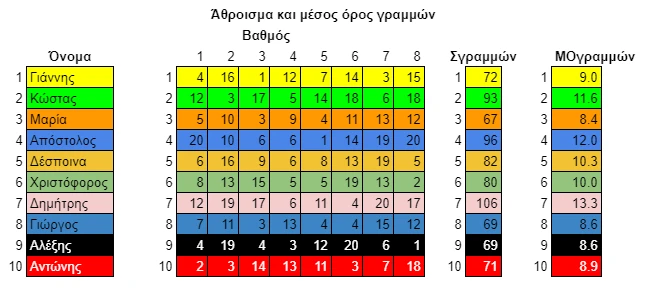 Άθροισμα και μέσος όρος γραμμών
Βαθμός
Όνομα 1 2 3 4 5 6 7 8 Σγραμμών ΜΟγραμμών
1 Γιάννης 1 4 16 1 12 7 14 3 15 1 72 1 9.0
2 Κώστας 2 12 3 17 5 14 18 6 18 2 93 2 11.6
3 Μαρία 3 5 10 3 9 4 11 13 12 3 67 3 8.4
4 Απόστολος 4 20 10 6 6 1 14 19 20 4 96 4 12.0
5 Δέσποινα 5 6 16 9 6 8 13 19 5 5 82 5 10.3
6 Χριστόφορος 6 8 13 15 5 5 19 13 2 6 80 6 10.0
7 Δημήτρης 7 12 19 17 6 11 4 20 17 7 106 7 13.3
8 Γιώργος 8 7 11 3 13 4 4 15 12 8 69 8 8.6
9 Αλέξης 9 4 19 4 3 12 20 6 1 9 69 9 8.6
10 Αντώνης 10 2 3 14 13 11 3 7 18 10 71 10 8.9